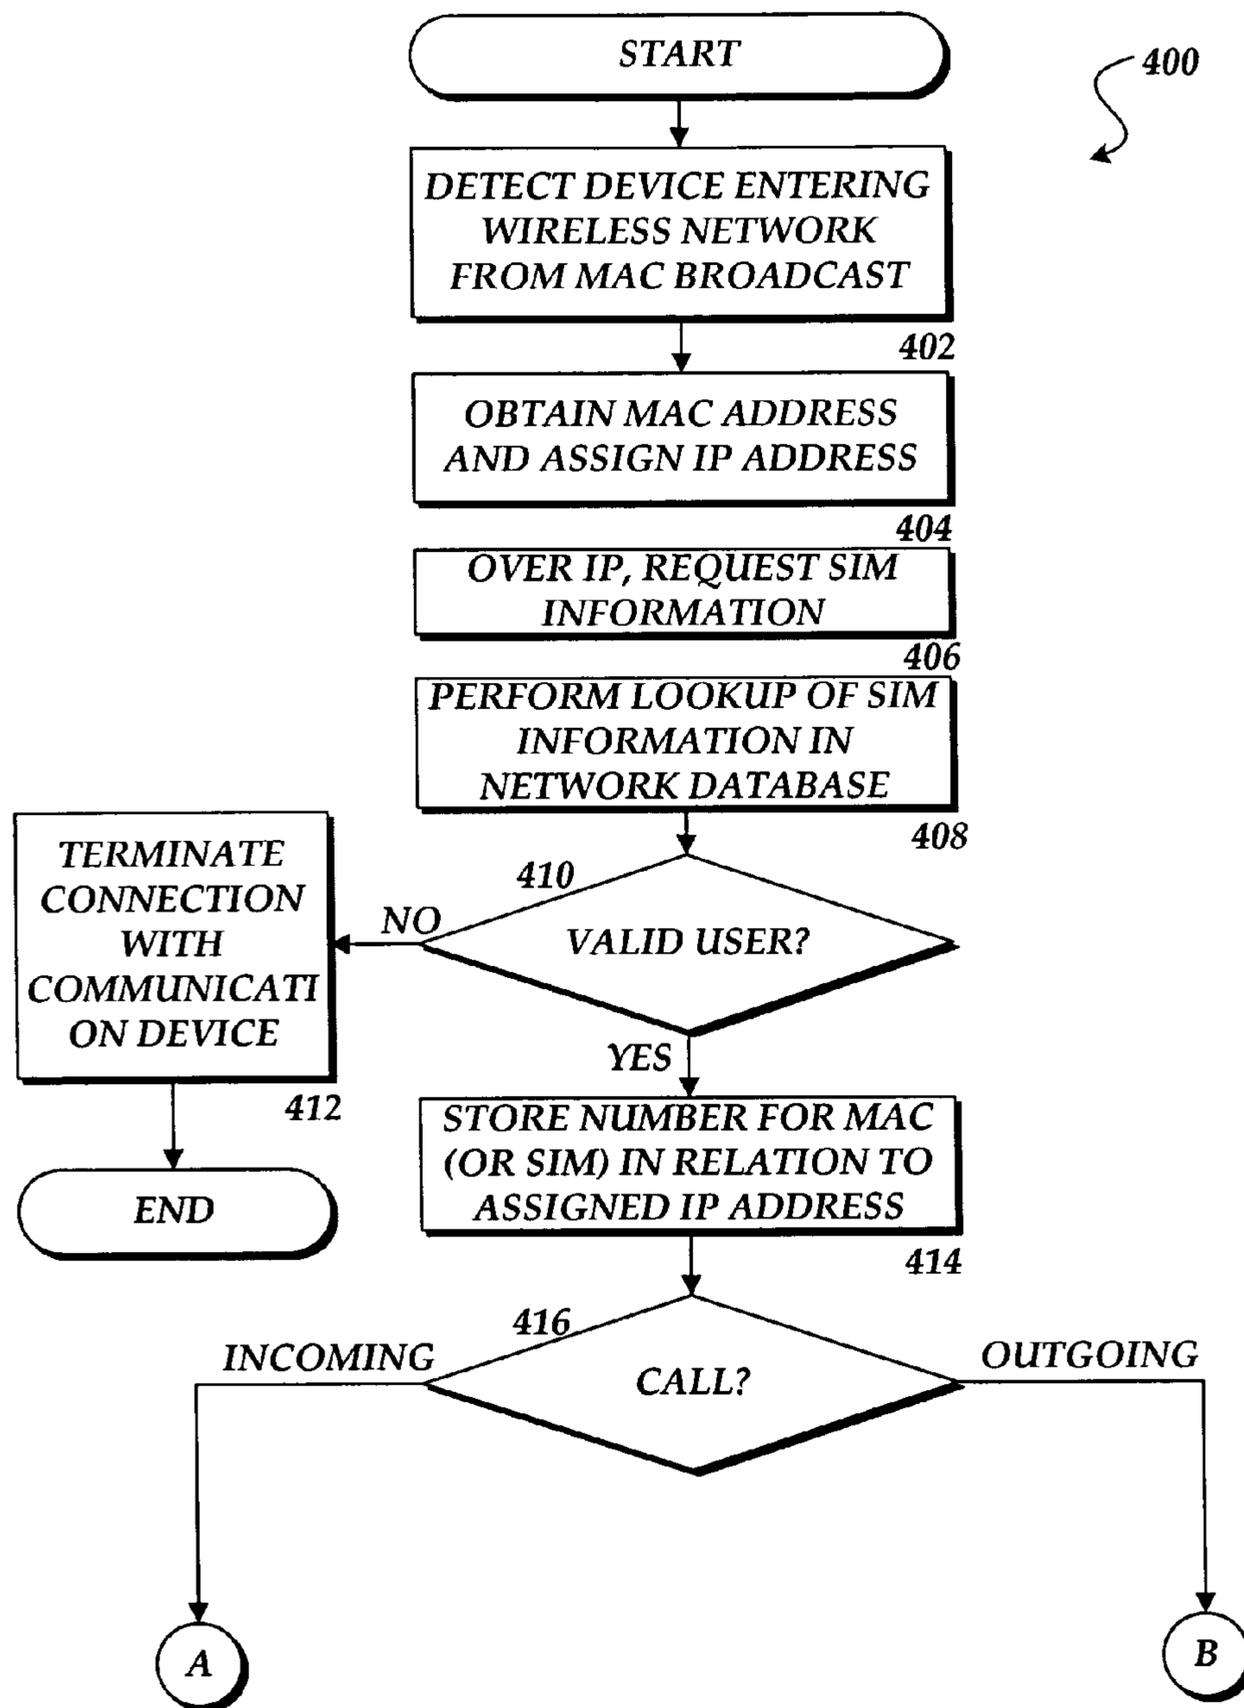 START
400
DETECT DEVICE ENTERING
WIRELESS NETWORK
FROM MAC BROADCAST
402
OBTAIN MAC ADDRESS
AND ASSIGN IP ADDRESS
404
OVER IP, REQUEST SIM
INFORMATION
406
PERFORM LOOKUP OF SIM
INFORMATION IN
NETWORK DATABASE
408
410
VALID USER?
NO
TERMINATE
CONNECTION
WITH
COMMUNICATI
ON DEVICE
412
END
YES
STORE NUMBER FOR MAC
(OR SIM) IN RELATION TO
ASSIGNED IP ADDRESS
414
416
CALL?
INCOMING
OUTGOING
A
B